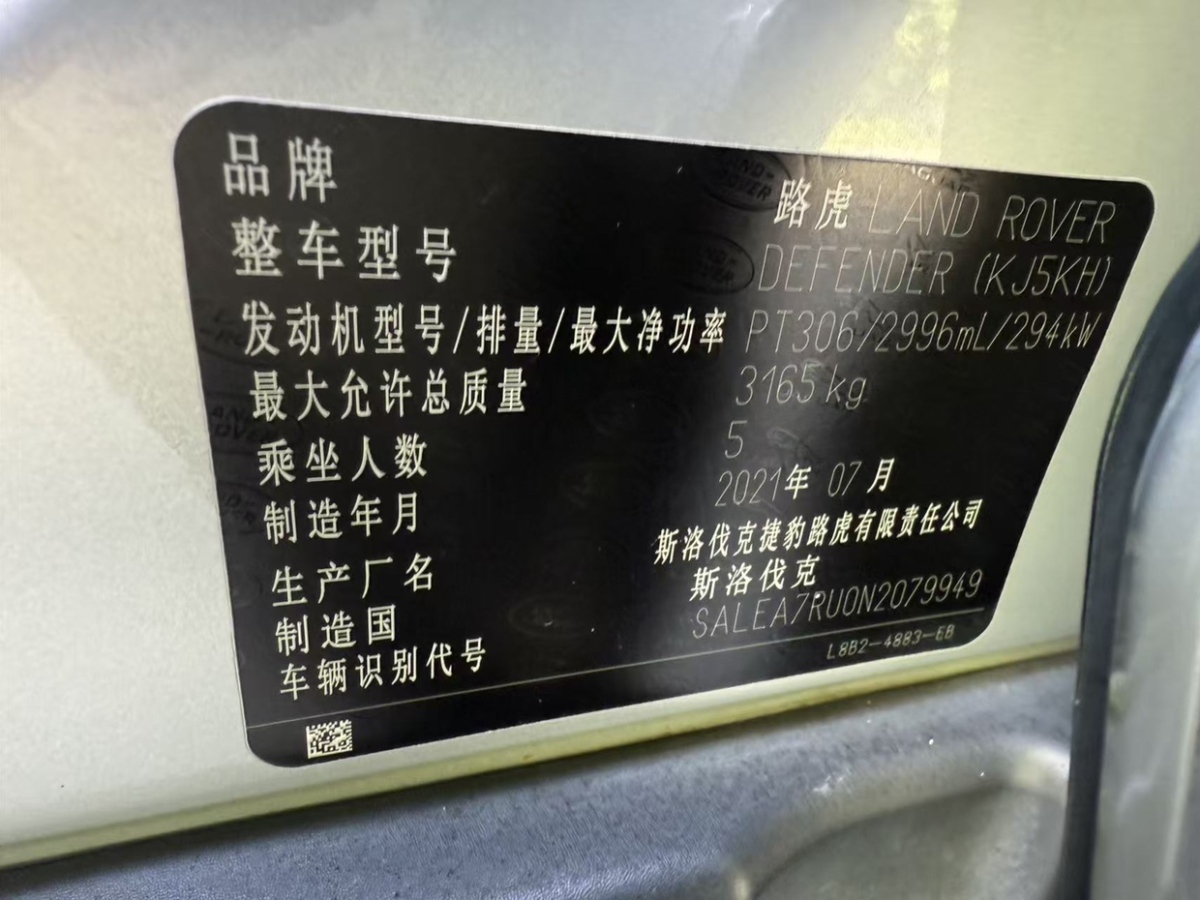 品牌 路虎 LAND ROVER
整车型号 DEFENDER (KJ5KH)
发动机型号/排量/最大净功率 PT306/2996mL/294kW
最大允许总质量 3165 kg
乘坐人数 5
制造年月 2021年 07月
生产厂名 斯洛伐克捷豹路虎有限责任公司
制造国 斯洛伐克
车辆识别代号 SALEA7RU0N2079949
L8B2-4883-EB